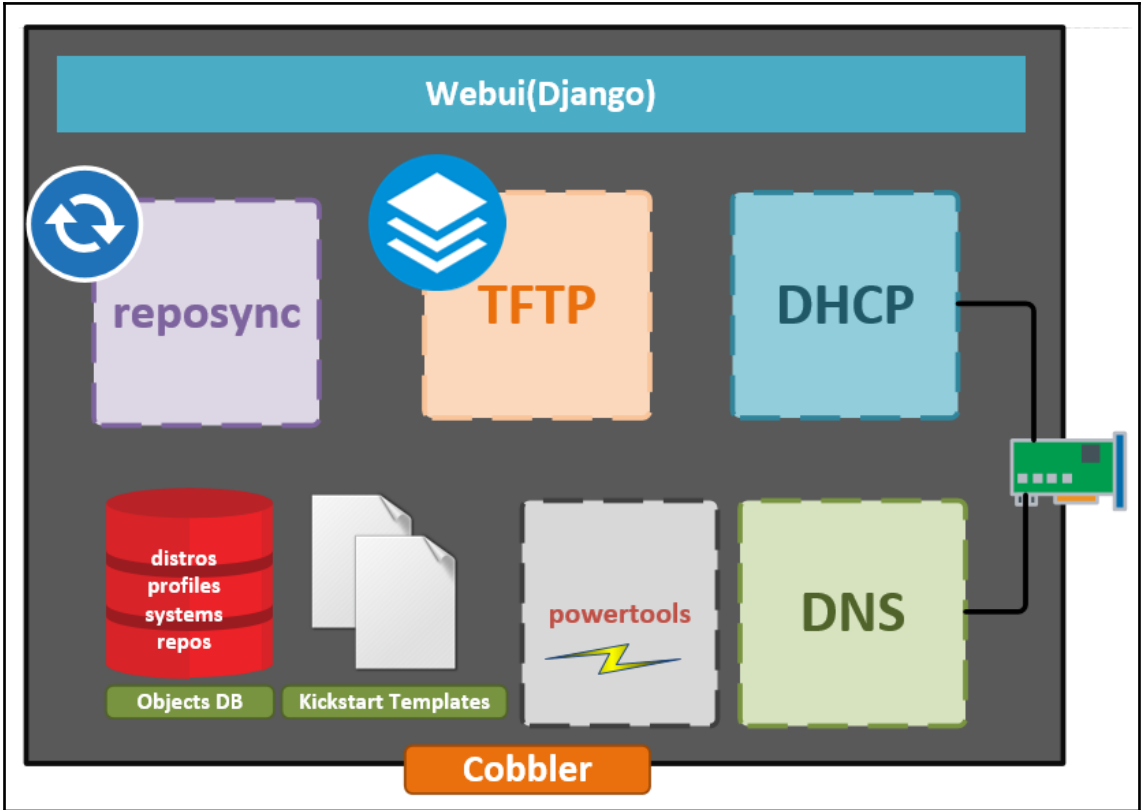 Webui(Django)
reposync
TFTP
DHCP
distros
profiles
systems
repos
Objects DB
Kickstart Templates
powertools
DNS
Cobbler